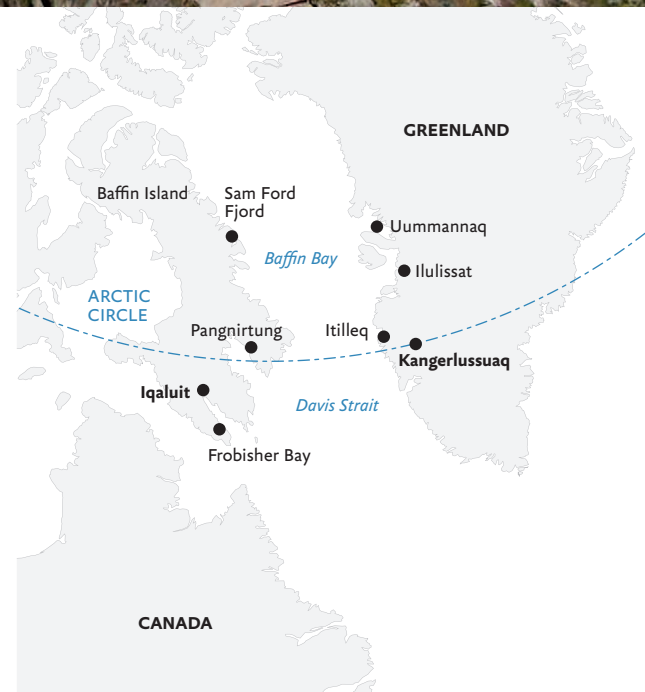 GREENLAND
Baffin Island
Sam Ford
Fjord
Uummannaq
Baffin Bay
Ilulissat
ARCTIC
CIRCLE
Pangnirtung
Itilleq
Kangerlussuaq
Iqaluit
Davis Strait
Frobisher Bay
CANADA